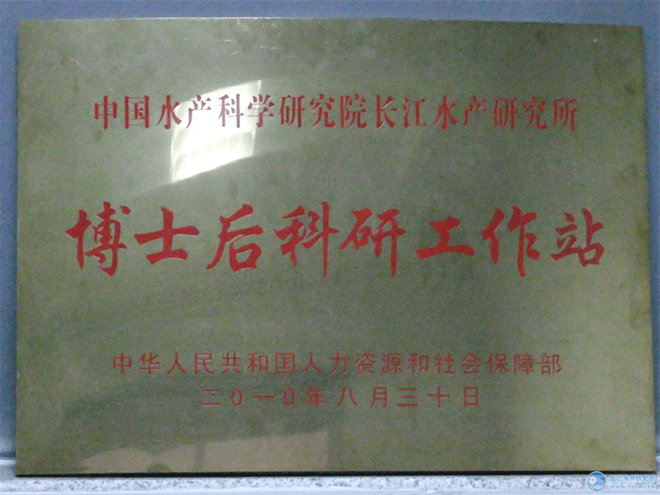 中国水产科学研究院长江水产研究所
博士后科研工作站
中华人民共和国人力资源和社会保障部
二〇一〇年八月三十日